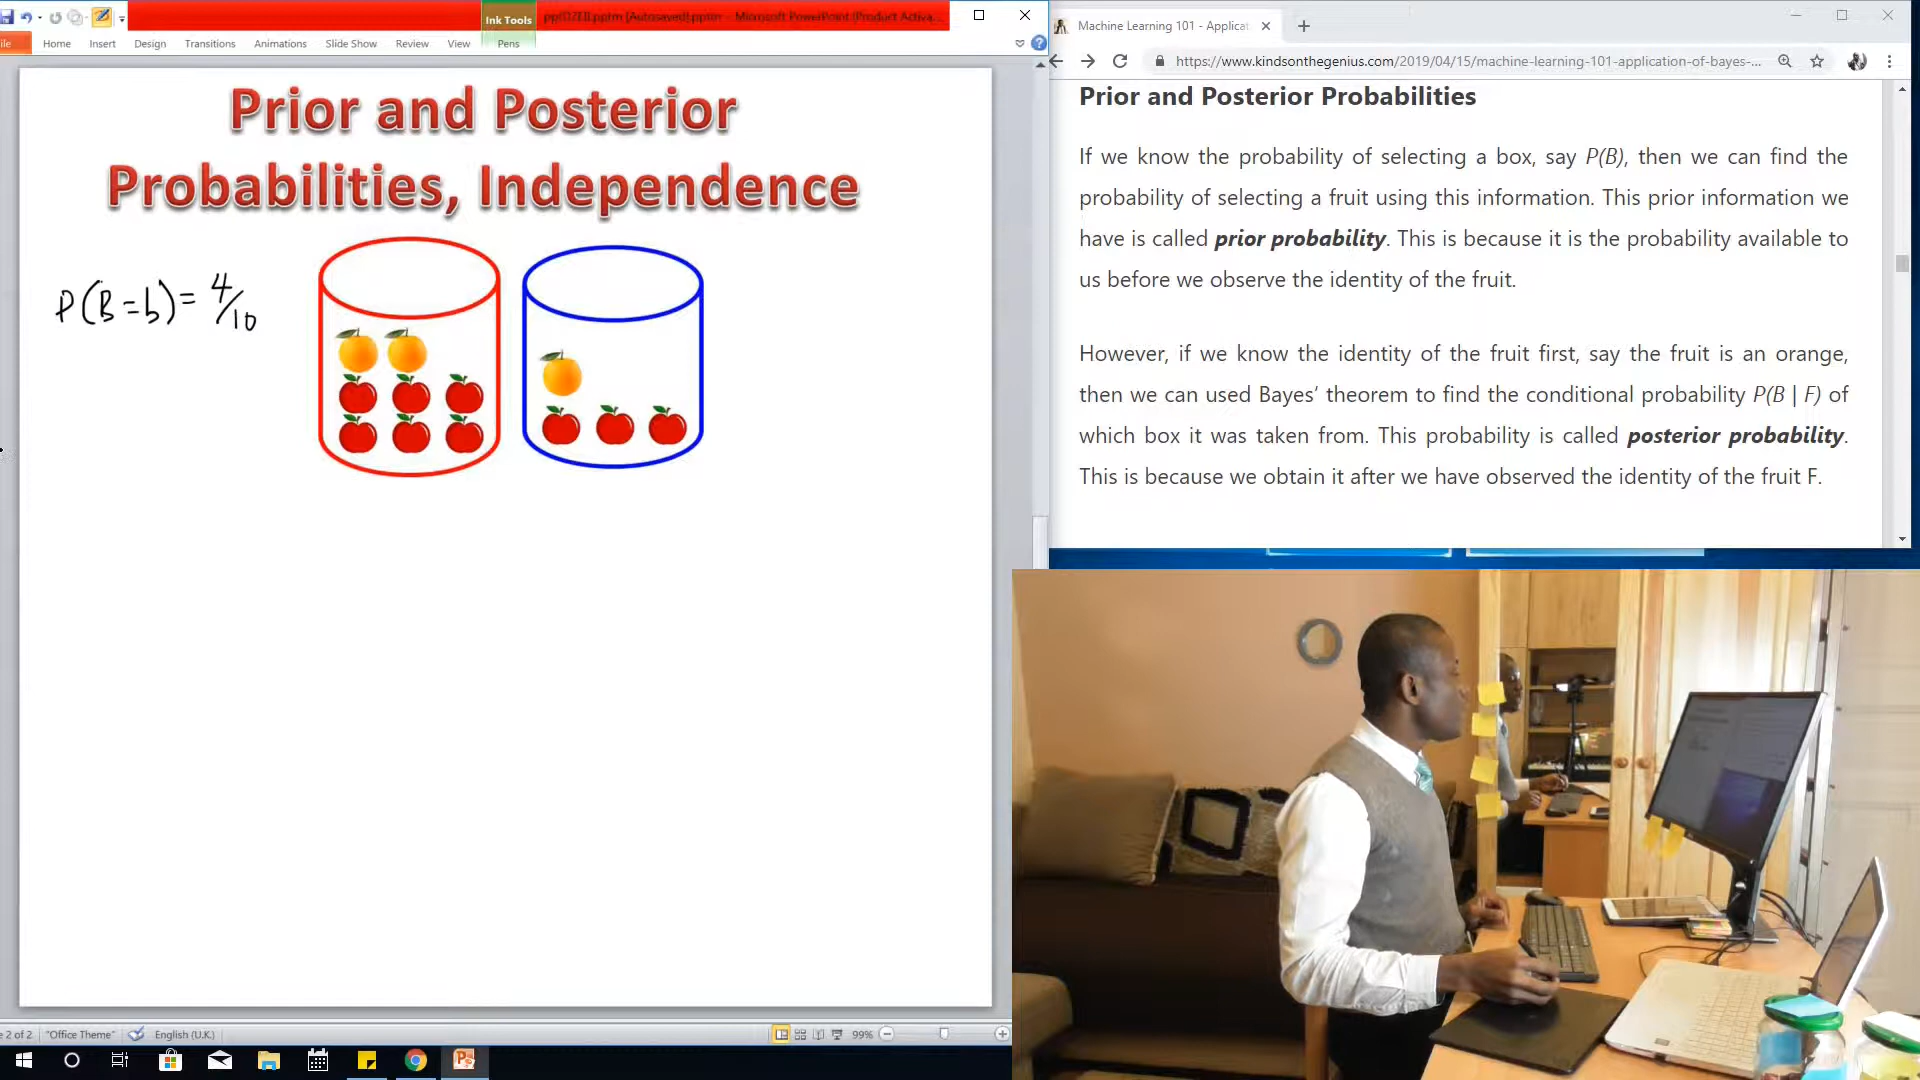 Ink Tools
Home Insert Design Transitions Animations Slide Show Review View Pens
Prior and Posterior
Probabilities, Independence
P(B=b)= 4/10
2 of 2 "Office Theme" English (U.K.) 99%
Machine Learning 101 - Applicat
https://www.kindsonthegenius.com/2019/04/15/machine-learning-101-application-of-bayes-...
Prior and Posterior Probabilities
If we know the probability of selecting a box, say P(B), then we can find the
probability of selecting a fruit using this information. This prior information we
have is called prior probability. This is because it is the probability available to
us before we observe the identity of the fruit.
However, if we know the identity of the fruit first, say the fruit is an orange,
then we can used Bayes' theorem to find the conditional probability P(B | F) of
which box it was taken from. This probability is called posterior probability.
This is because we obtain it after we have observed the identity of the fruit F.